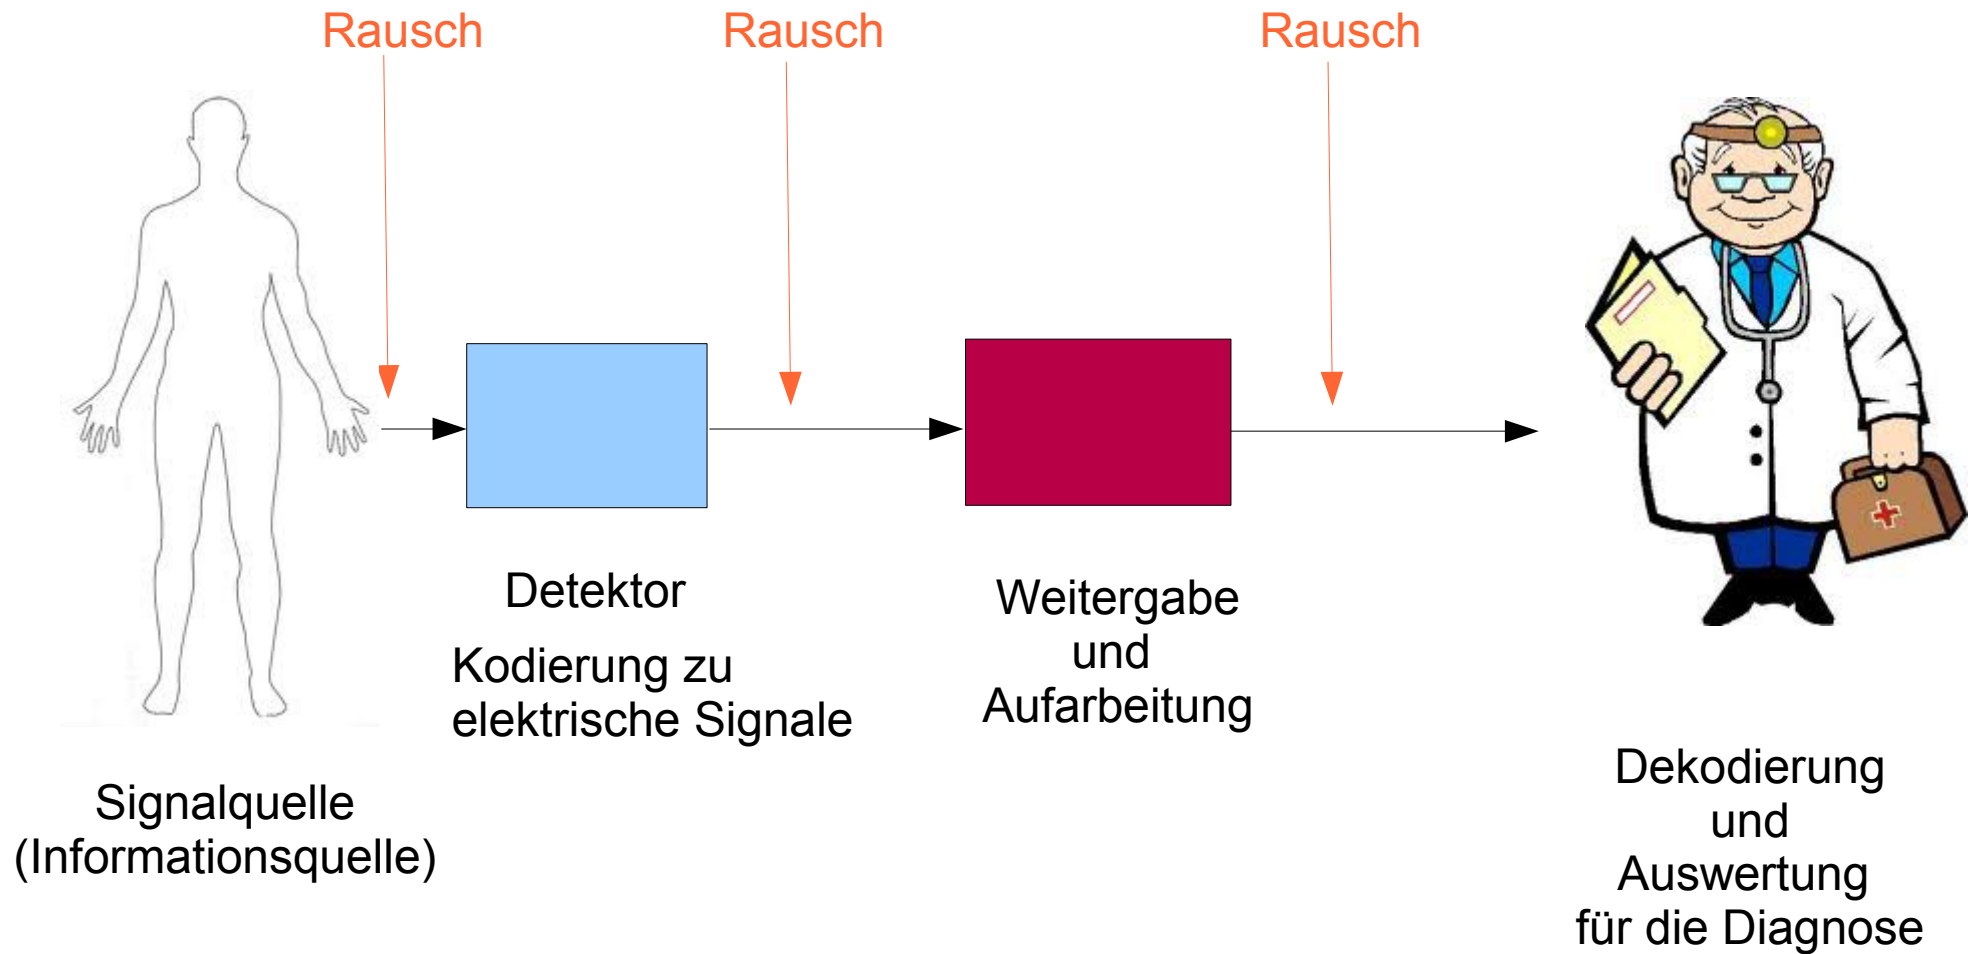 Rausch
Rausch
Rausch
Signalquelle
(Informationsquelle)
Detektor
Kodierung zu
elektrische Signale
Weitergabe
und
Aufarbeitung
Dekodierung
und
Auswertung
für die Diagnose